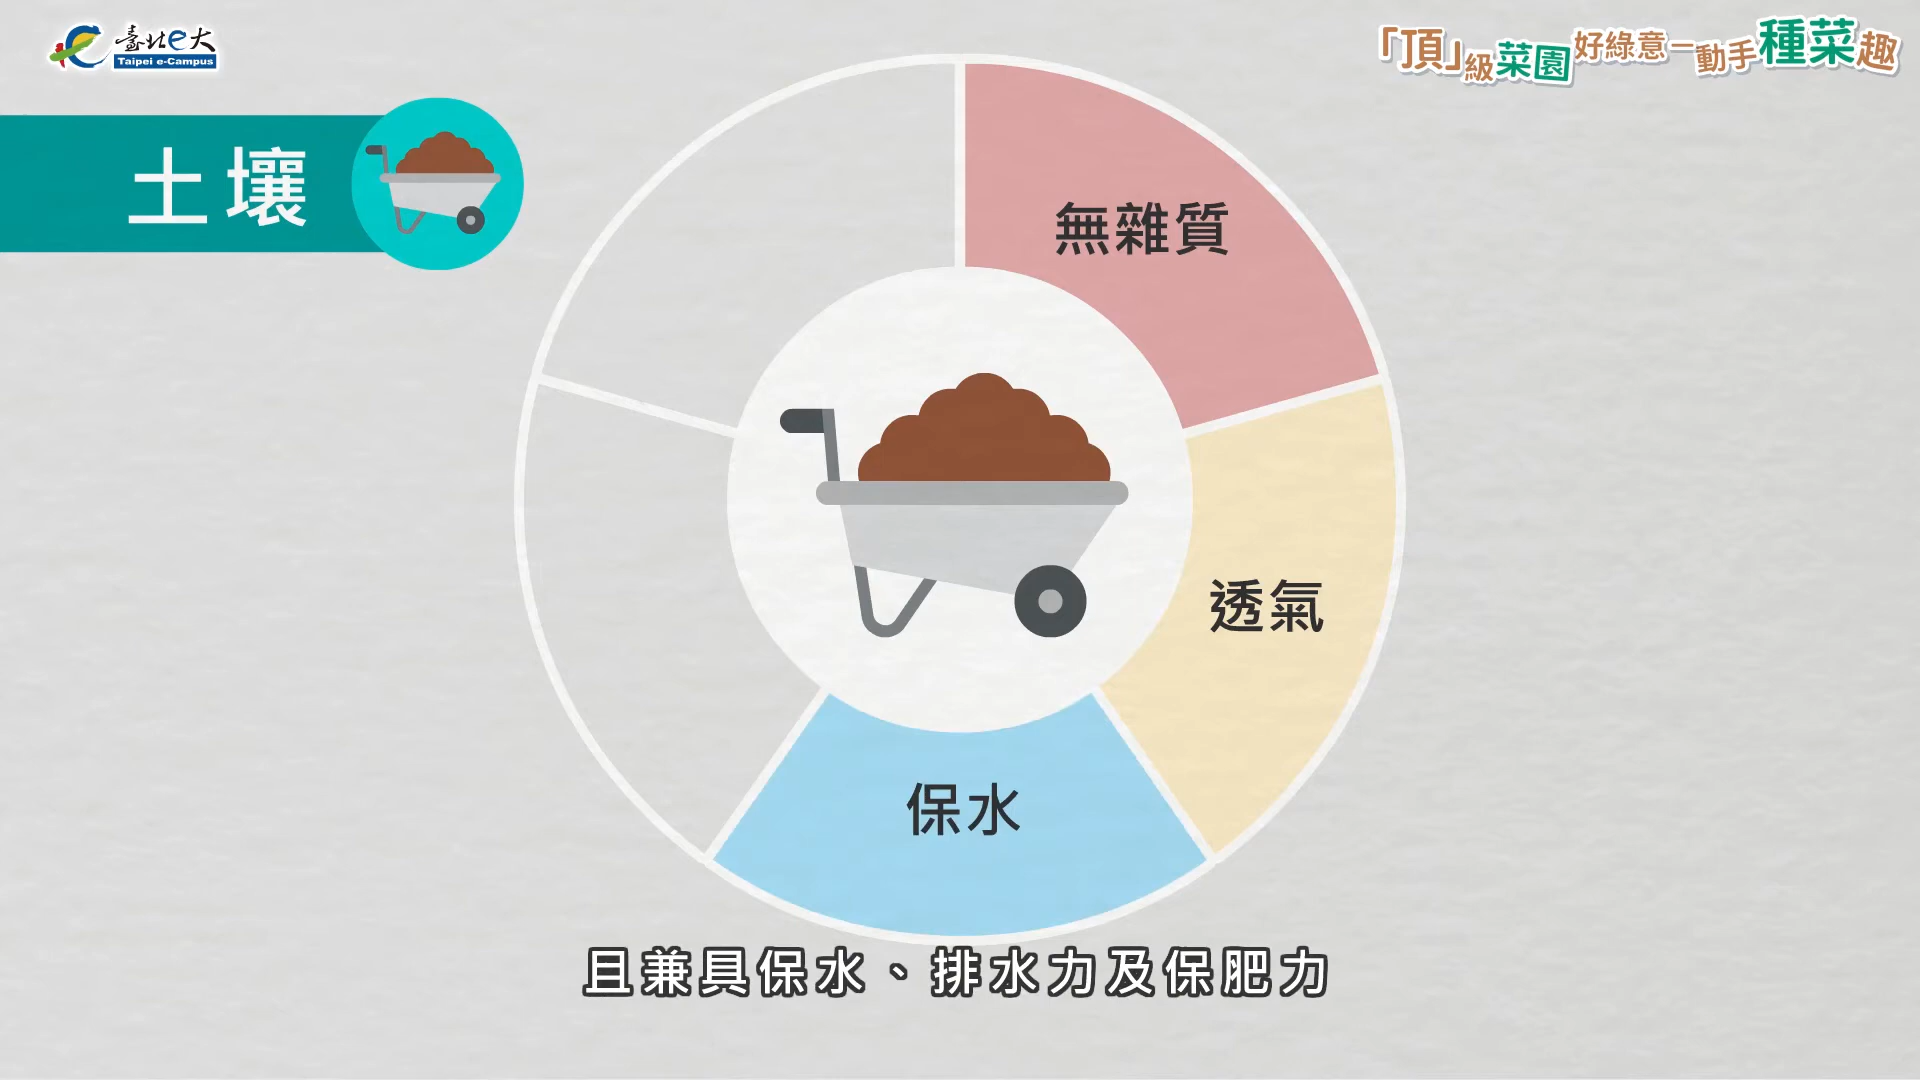 臺北e大
Taipei e-Campus
「頂」級菜園好綠意－動手種菜趣
土壤
無雜質
透氣
保水
且兼具保水、排水力及保肥力